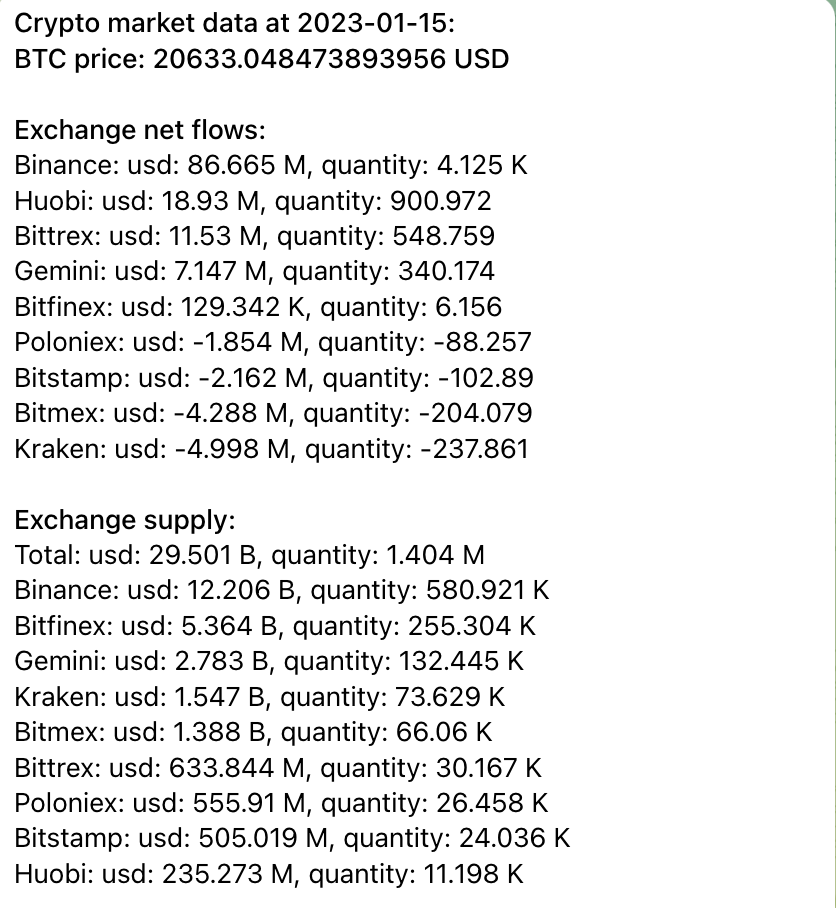 Crypto market data at 2023-01-15:
BTC price: 20633.048473893956 USD
Exchange net flows:
Binance: usd: 86.665 M, quantity: 4.125 K
Huobi: usd: 18.93 M, quantity: 900.972
Bittrex: usd: 11.53 M, quantity: 548.759
Gemini: usd: 7.147 M, quantity: 340.174
Bitfinex: usd: 129.342 K, quantity: 6.156
Poloniex: usd: -1.854 M, quantity: -88.257
Bitstamp: usd: -2.162 M, quantity: -102.89
Bitmex: usd: -4.288 M, quantity: -204.079
Kraken: usd: -4.998 M, quantity: -237.861
Exchange supply:
Total: usd: 29.501 B, quantity: 1.404 M
Binance: usd: 12.206 B, quantity: 580.921 K
Bitfinex: usd: 5.364 B, quantity: 255.304 K
Gemini: usd: 2.783 B, quantity: 132.445 K
Kraken: usd: 1.547 B, quantity: 73.629 K
Bitmex: usd: 1.388 B, quantity: 66.06 K
Bittrex: usd: 633.844 M, quantity: 30.167 K
Poloniex: usd: 555.91 M, quantity: 26.458 K
Bitstamp: usd: 505.019 M, quantity: 24.036 K
Huobi: usd: 235.273 M, quantity: 11.198 K